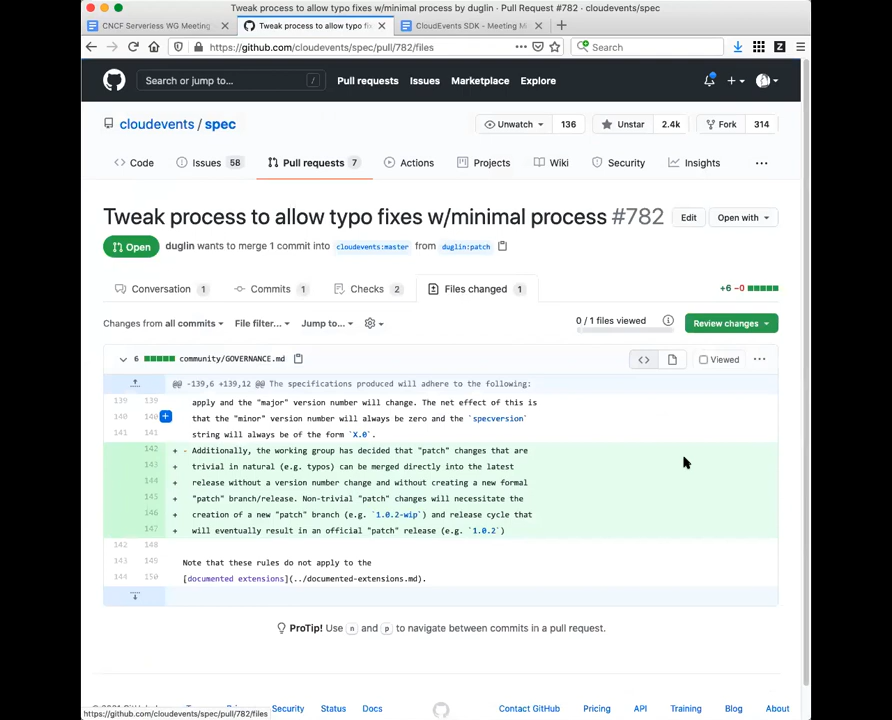 Tweak process to allow typo fixes w/minimal process by duglin · Pull Request #782 · cloudevents/spec
CNCF Serverless WG Meeting
Tweak process to allow typo fi
CloudEvents SDK - Meeting M
https://github.com/cloudevents/spec/pull/782/files
Search
Search or jump to... /
Pull requests Issues Marketplace Explore
cloudevents / spec
Unwatch 136 Unstar 2.4k Fork 314
Code Issues 58 Pull requests 7 Actions Projects Wiki Security Insights ...
Tweak process to allow typo fixes w/minimal process #782
Edit Open with
Open duglin wants to merge 1 commit into cloudevents:master from duglin:patch
Conversation 1 Commits 1 Checks 2 Files changed 1 +6 −0
Changes from all commits File filter... Jump to...
0 / 1 files viewed Review changes
6 community/GOVERNANCE.md Viewed ...
@@ -139,6 +139,12 @@ The specifications produced will adhere to the following:
139 139 apply and the "major" version number will change. The net effect of this is
140 140 that the "minor" version number will always be zero and the `specversion`
141 141 string will always be of the form `X.0`.
142 + - Additionally, the working group has decided that "patch" changes that are
143 + trivial in natural (e.g. typos) can be merged directly into the latest
144 + release without a version number change and without creating a new formal
145 + "patch" branch/release. Non-trivial "patch" changes will necessitate the
146 + creation of a new "patch" branch (e.g. `1.0.2-wip`) and release cycle that
147 + will eventually result in an official "patch" release (e.g. `1.0.2`)
142 148
143 149 Note that these rules do not apply to the
144 150 [documented extensions](../documented-extensions.md).
ProTip! Use n and p to navigate between commits in a pull request.
https://github.com/cloudevents/spec/pull/782/files
Security Status Docs Contact GitHub Pricing API Training Blog About